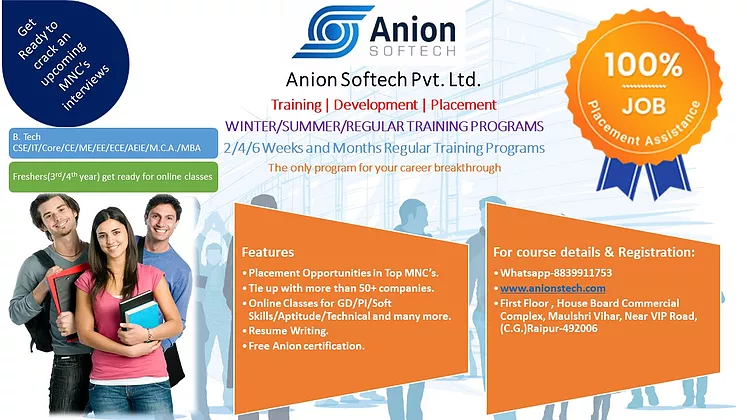 Get
Ready to
crack an
upcoming
MNC's
interviews
Anion
SOFTECH
Anion Softech Pvt. Ltd.
Training | Development | Placement
WINTER/SUMMER/REGULAR TRAINING PROGRAMS
2/4/6 Weeks and Months Regular Training Programs
The only program for your career breakthrough
100%
JOB
Placement Assistance
B. Tech
CSE/IT/Core/CE/ME/EE/ECE/AEIE/M.C.A./MBA
Freshers(3rd/4th year) get ready for online classes
Features
• Placement Opportunities in Top MNC's.
• Tie up with more than 50+ companies.
• Online Classes for GD/PI/Soft
Skills/Aptitude/Technical and many more.
• Resume Writing.
• Free Anion certification.
For course details & Registration:
• Whatsapp-8839911753
• www.anionstech.com
• First Floor , House Board Commercial
Complex, Maulshri Vihar, Near VIP Road,
(C.G.)Raipur-492006